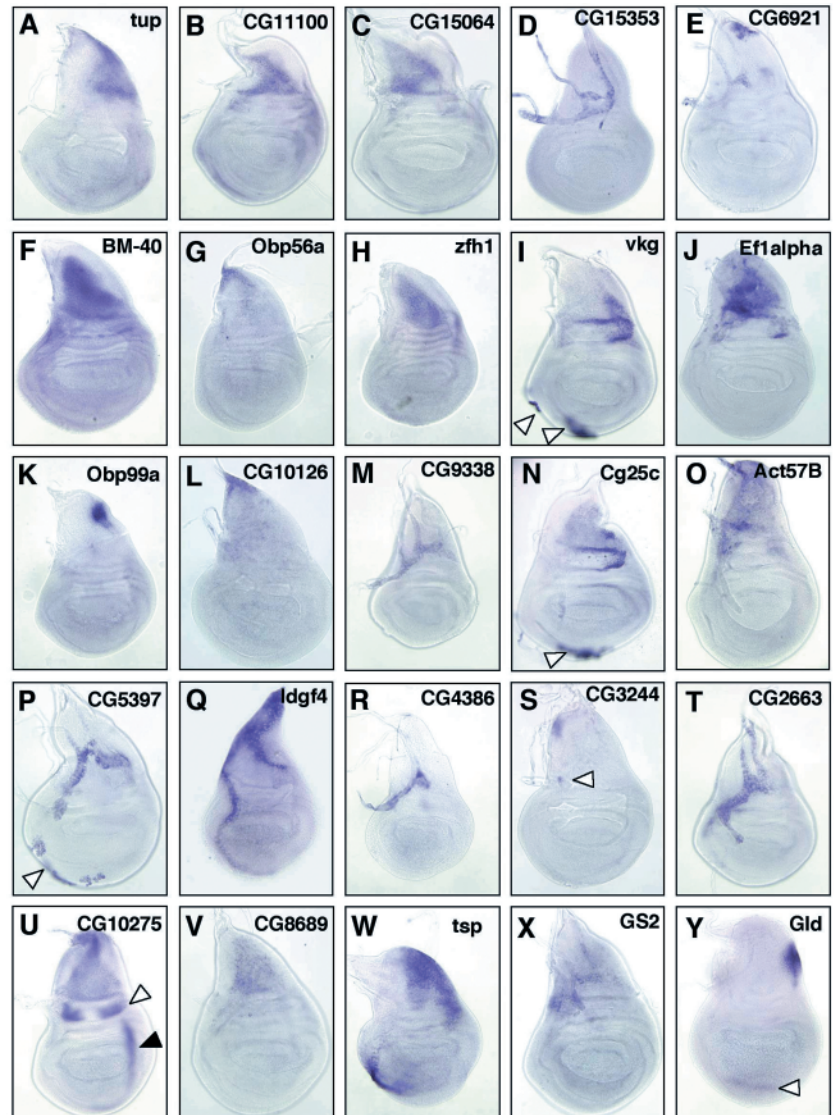 A tup
B CG11100
C CG15064
D CG15353
E CG6921
F BM-40
G Obp56a
H zfh1
I vkg
J Ef1alpha
K Obp99a
L CG10126
M CG9338
N Cg25c
O Act57B
P CG5397
Q Idgf4
R CG4386
S CG3244
T CG2663
U CG10275
V CG8689
W tsp
X GS2
Y Gld